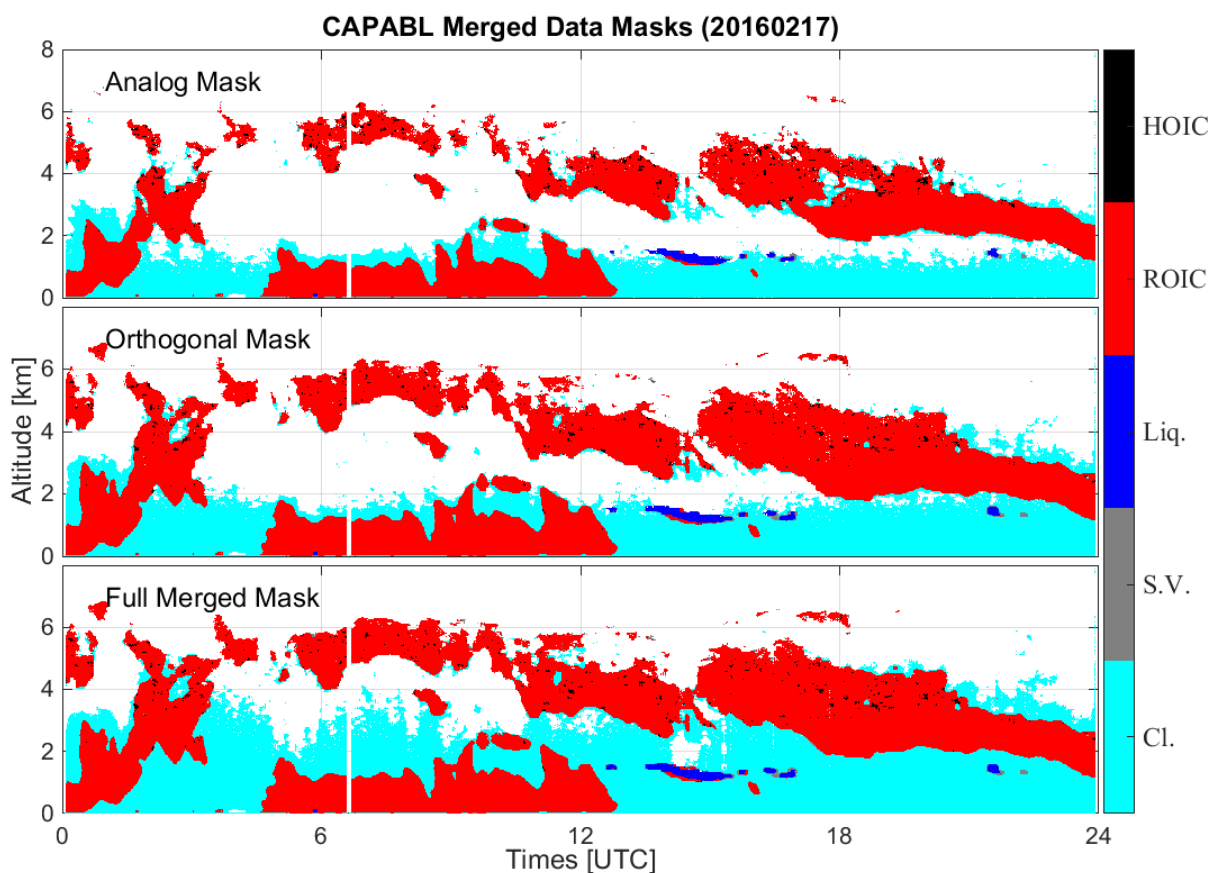 CAPABL Merged Data Masks (20160217)
8
Analog Mask
6
4
2
0
Orthogonal Mask
6
4
2
0
Full Merged Mask
6
4
2
0
0
6
12
18
24
Altitude [km]
Times [UTC]
HOIC
ROIC
Liq.
S.V.
Cl.